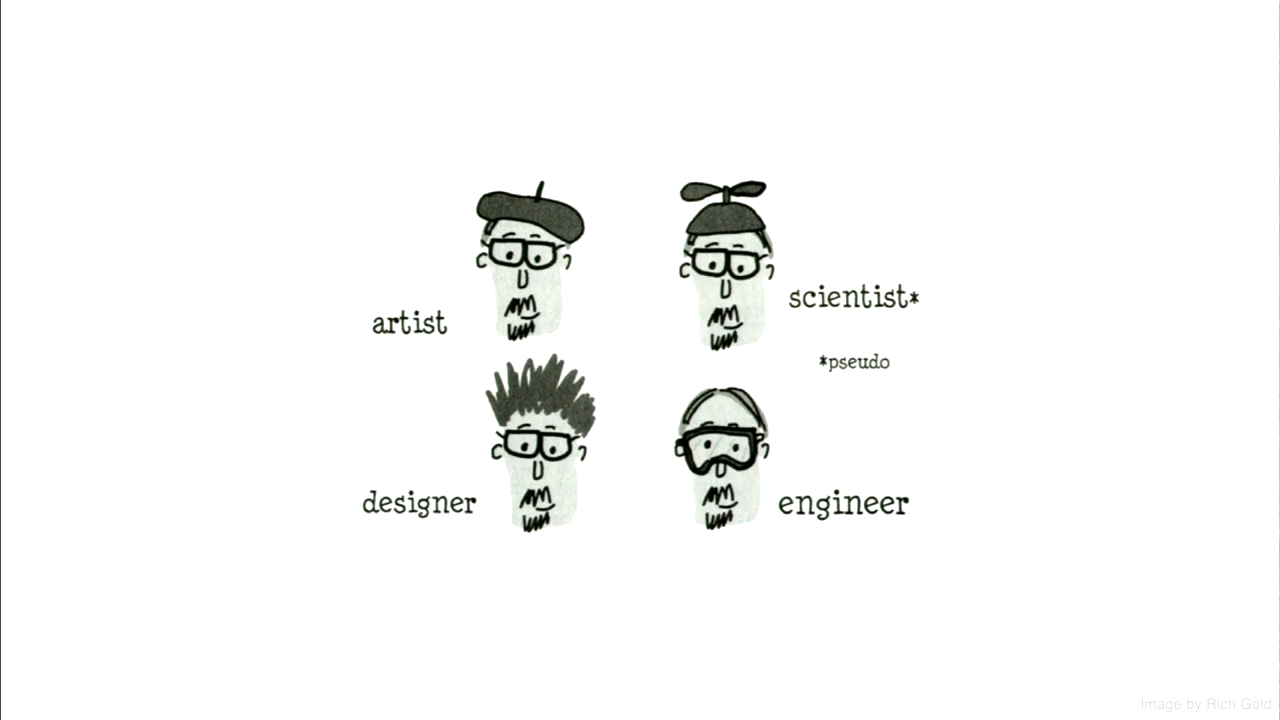 artist
scientist*
*pseudo
designer
engineer
Image by Rich Gold